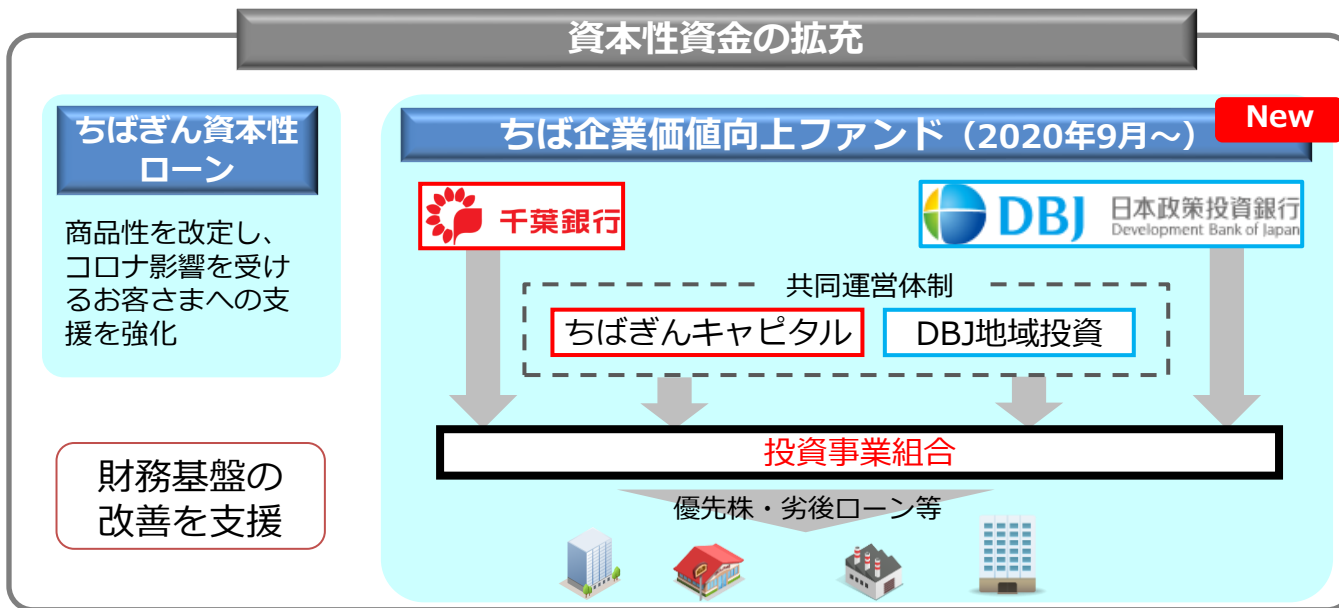 資本性資金の拡充
ちばぎん資本性
ローン
商品性を改定し、
コロナ影響を受け
るお客さまへの支
援を強化
財務基盤の
改善を支援
ちば企業価値向上ファンド（2020年9月～）
New
千葉銀行
DBJ
日本政策投資銀行
Development Bank of Japan
共同運営体制
ちばぎんキャピタル
DBJ地域投資
投資事業組合
優先株・劣後ローン等